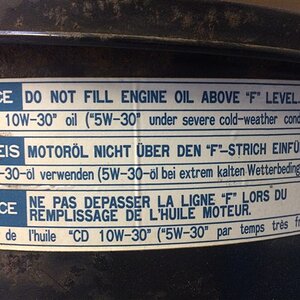 CE DO NOT FILL ENGINE OIL ABOVE "F" LEVEL
10W-30" oil ("5W-30" under severe cold-weather cond
EIS MOTORÖL NICHT ÜBER DEN "F"-STRICH EINFÜ
-30-öl verwenden (5W-30-öl bei extrem kalten Wetterbeding
CE NE PAS DEPASSER LA LIGNE "F" LORS DU
REMPLISSAGE DE L'HUILE MOTEUR.
de l'huile "CD 10W-30" ("5W-30" par temps très f